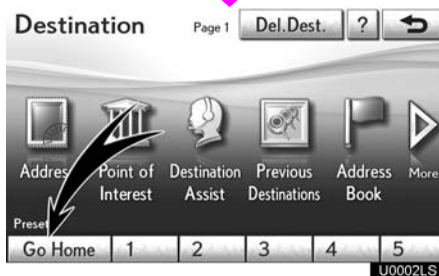 Destination Page 1 Del.Dest. ?
Address Point of Interest Destination Assist Previous Destinations Address Book More
Preset
Go Home 1 2 3 4 5
U0002LS